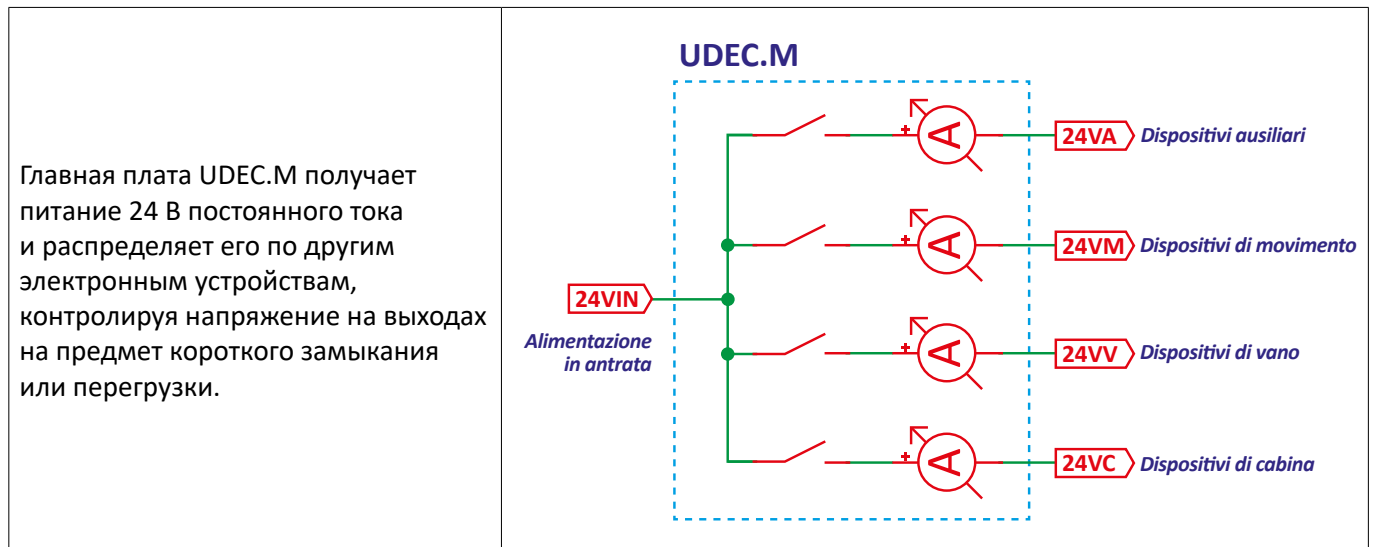 Главная плата UDEC.M получает
питание 24 В постоянного тока
и распределяет его по другим
электронным устройствам,
контролируя напряжение на выходах
на предмет короткого замыкания
или перегрузки.
UDEC.M
+ A 24VA Dispositivi ausiliari
+ A 24VM Dispositivi di movimento
24VIN
Alimentazione
in antrata
+ A 24VV Dispositivi di vano
+ A 24VC Dispositivi di cabina